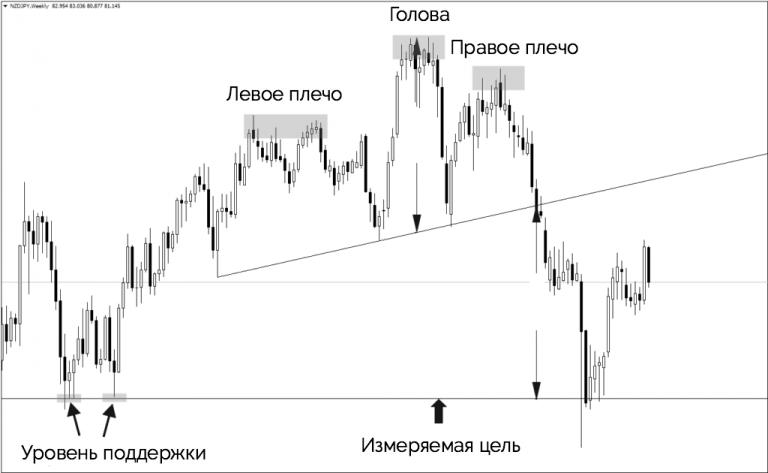 NZDJPY,Weekly 82.954 83.036 80.877 81.145
Голова
Правое плечо
Левое плечо
Уровень поддержки
Измеряемая цель